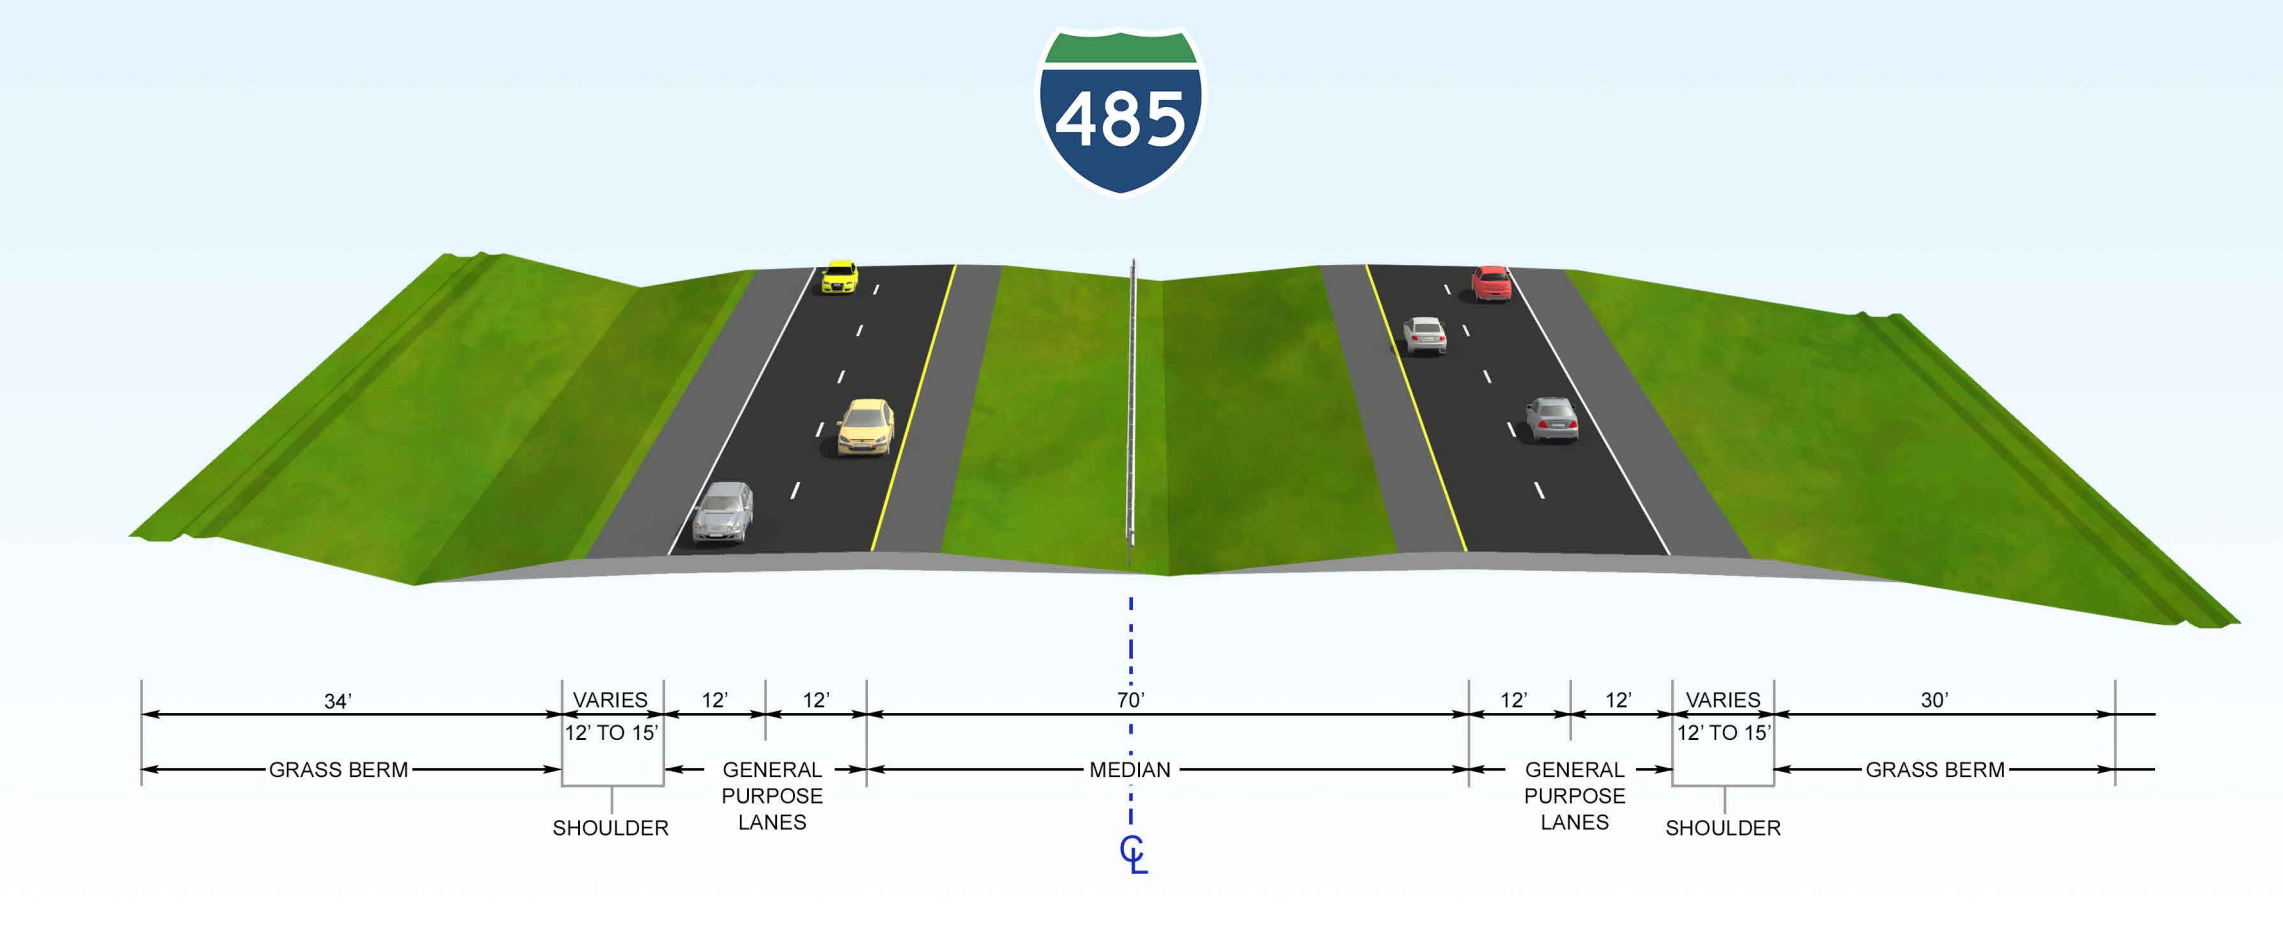 485
34’
VARIES
12’
12’
70’
12’
12’
VARIES
30’
12’ TO 15’
12’ TO 15’
GRASS BERM
GENERAL
PURPOSE
LANES
MEDIAN
GENERAL
PURPOSE
LANES
GRASS BERM
SHOULDER
SHOULDER
CL